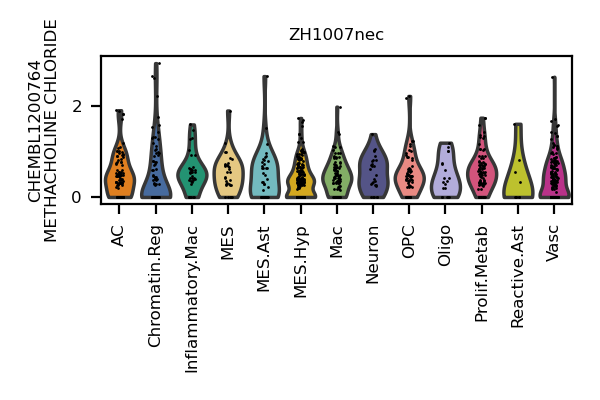 ZH1007nec
CHEMBL1200764
METHACHOLINE CHLORIDE
2
0
AC
Chromatin.Reg
Inflammatory.Mac
MES
MES.Ast
MES.Hyp
Mac
Neuron
OPC
Oligo
Prolif.Metab
Reactive.Ast
Vasc